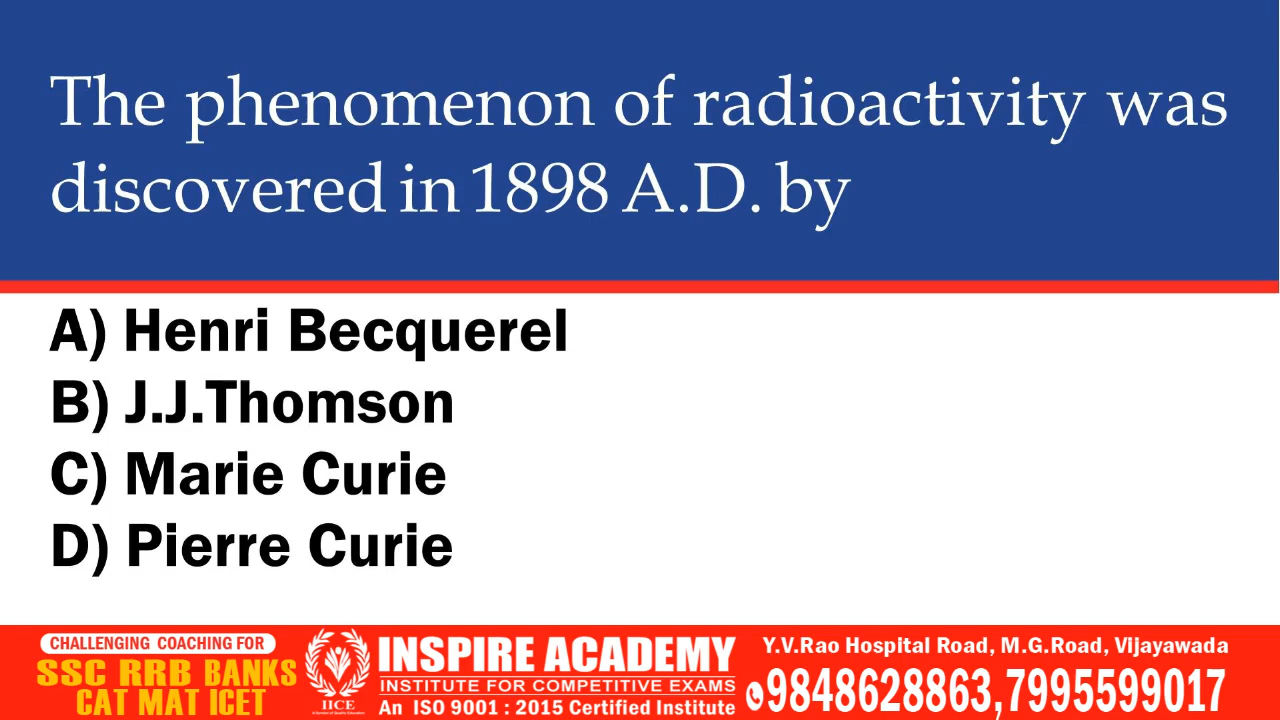 The phenomenon of radioactivity was
discovered in 1898 A.D. by
A) Henri Becquerel
B) J.J.Thomson
C) Marie Curie
D) Pierre Curie
CHALLENGING COACHING FOR
SSC RRB BANKS
CAT MAT ICET
IICE
INSPIRE ACADEMY
INSTITUTE FOR COMPETITIVE EXAMS
An ISO 9001 : 2015 Certified Institute
Y.V.Rao Hospital Road, M.G.Road, Vijayawada
9848628863,7995599017